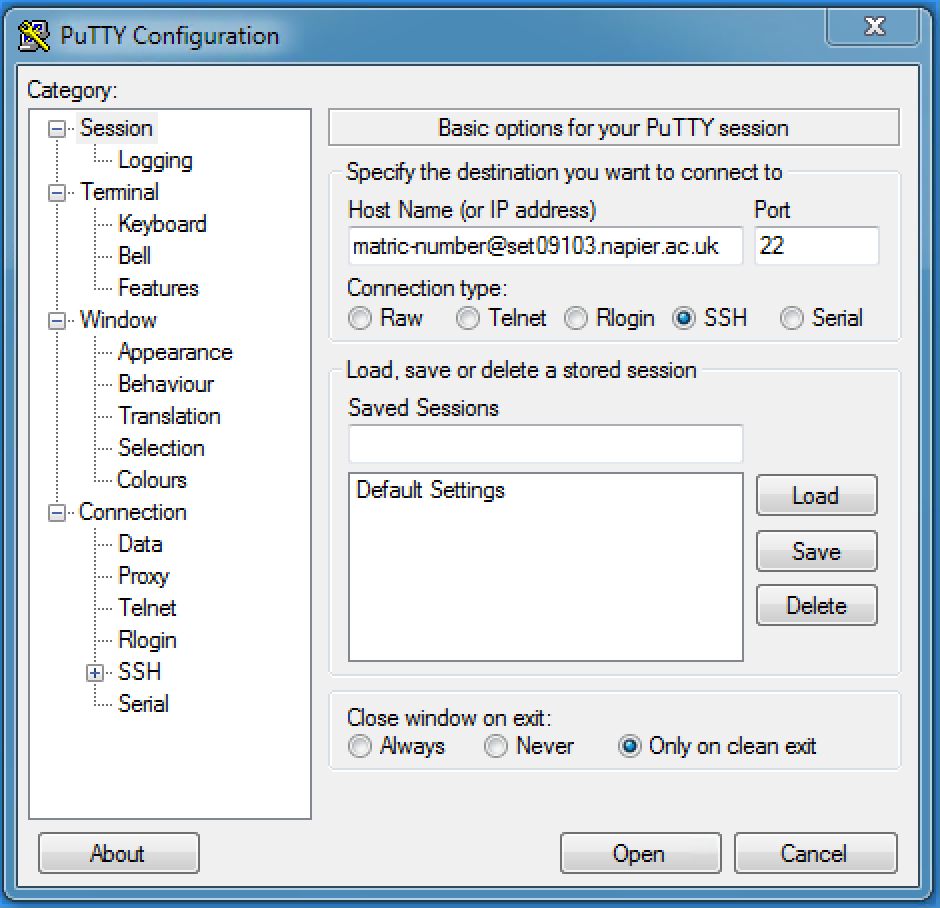 PuTTY Configuration
X
Category:
Session
Logging
Terminal
Keyboard
Bell
Features
Window
Appearance
Behaviour
Translation
Selection
Colours
Connection
Data
Proxy
Telnet
Rlogin
SSH
Serial
Basic options for your PuTTY session
Specify the destination you want to connect to
Host Name (or IP address) Port
matric-number@set09103.napier.ac.uk 22
Connection type:
Raw Telnet Rlogin SSH Serial
Load, save or delete a stored session
Saved Sessions
Default Settings
Load
Save
Delete
Close window on exit:
Always Never Only on clean exit
About Open Cancel